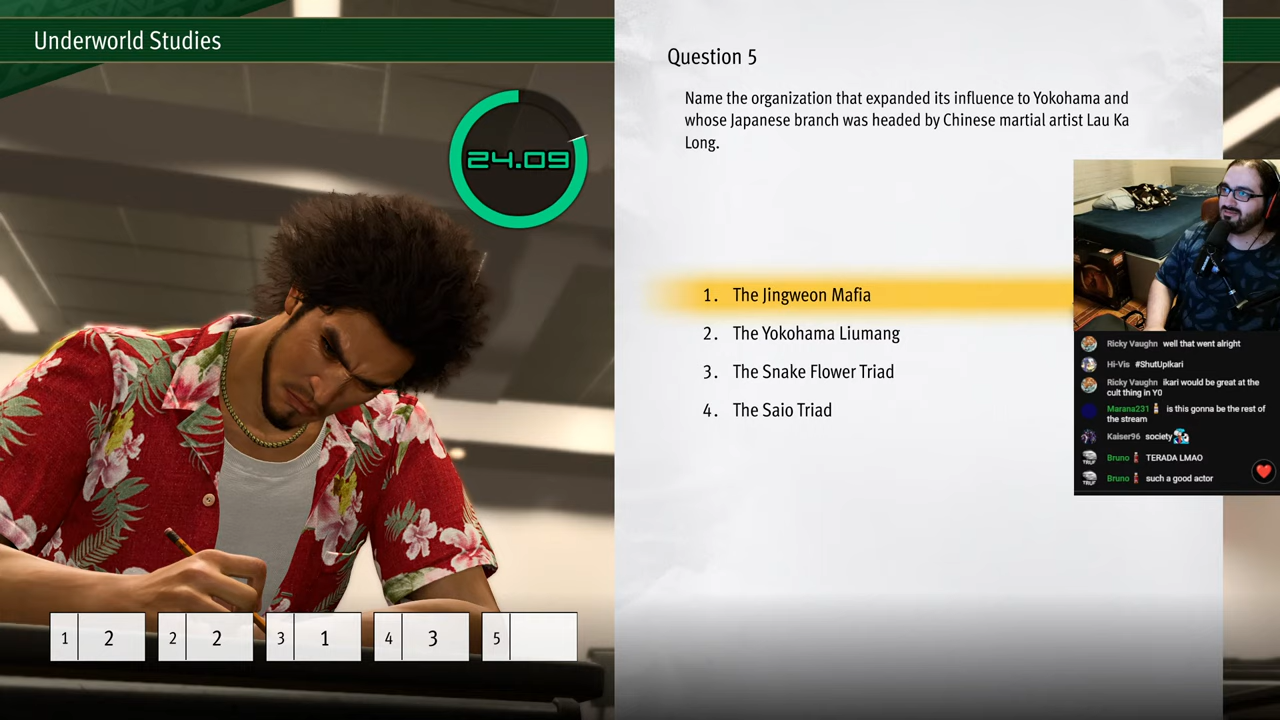 Underworld Studies
24.09
Question 5
Name the organization that expanded its influence to Yokohama and
whose Japanese branch was headed by Chinese martial artist Lau Ka
Long.
1. The Jingweon Mafia
2. The Yokohama Liumang
3. The Snake Flower Triad
4. The Saio Triad
Ricky Vaughn well that went alright
Hi-Vis #ShutUpIkari
Ricky Vaughn ikari would be great at the
cult thing in Y0
Marana231 is this gonna be the rest of
the stream
Kaiser96 society
Bruno TERADA LMAO
Bruno such a good actor
1 2 2 2 3 1 4 3 5